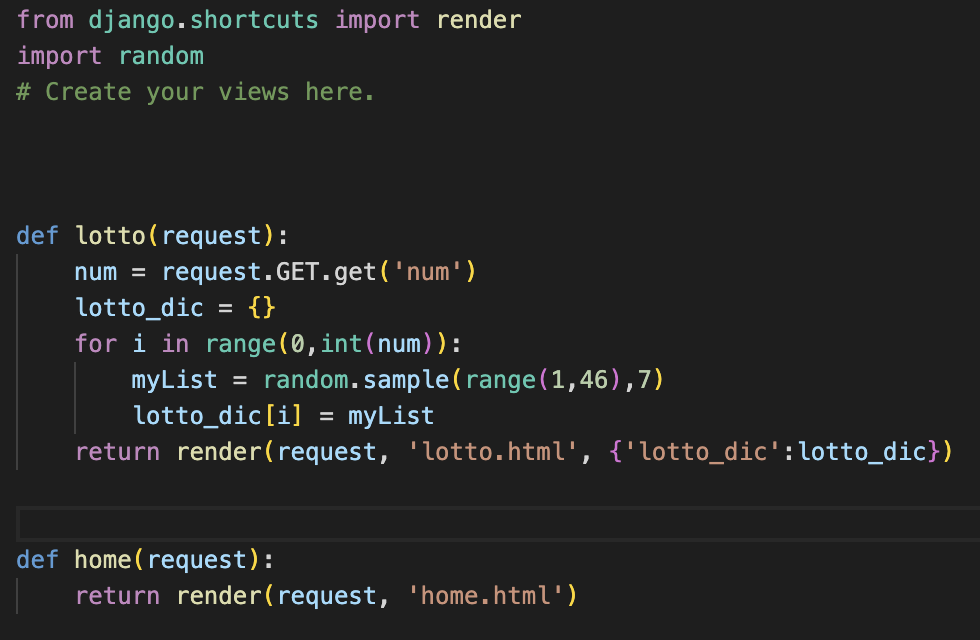 from django.shortcuts import render
import random
# Create your views here.
def lotto(request):
    num = request.GET.get('num')
    lotto_dic = {}
    for i in range(0,int(num)):
        myList = random.sample(range(1,46),7)
        lotto_dic[i] = myList
    return render(request, 'lotto.html', {'lotto_dic':lotto_dic})
def home(request):
    return render(request, 'home.html')